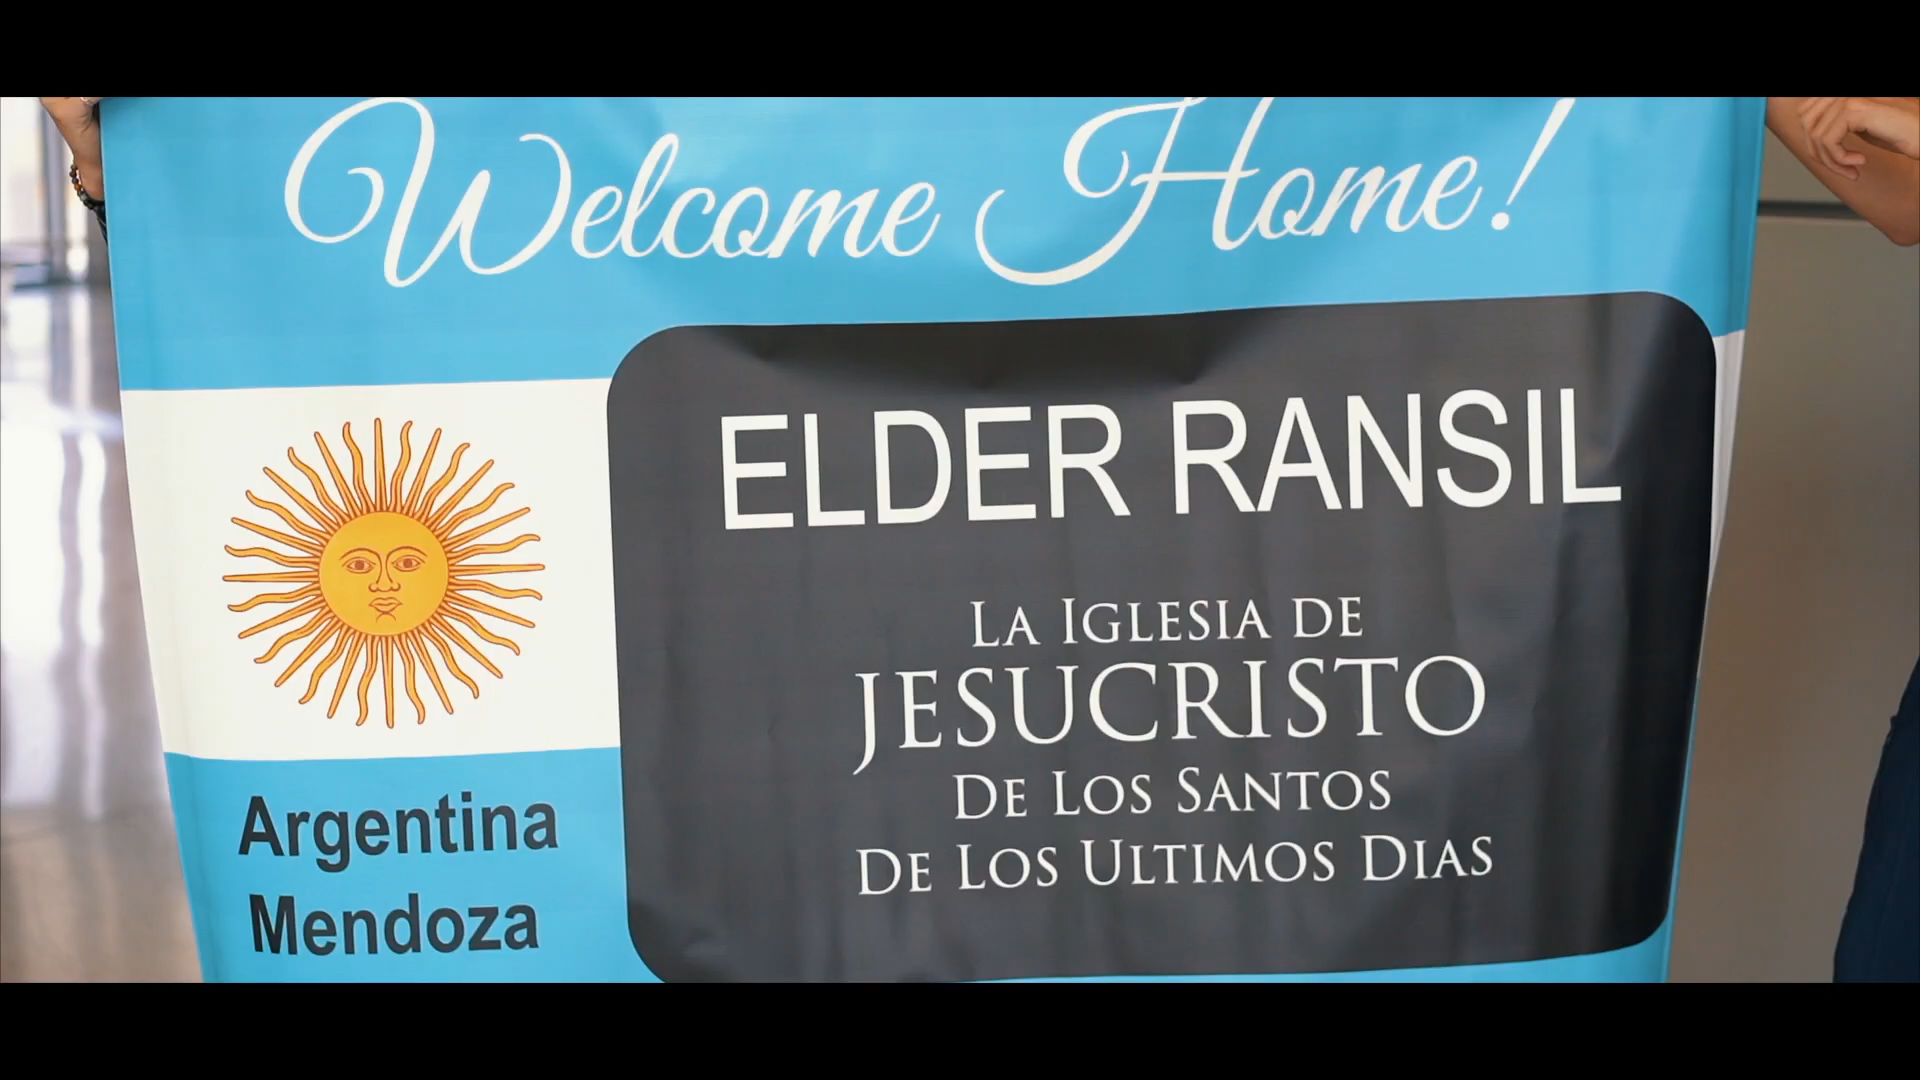 Welcome Home!
ELDER RANSIL
LA IGLESIA DE
JESUCRISTO
DE LOS SANTOS
DE LOS ULTIMOS DIAS
Argentina
Mendoza